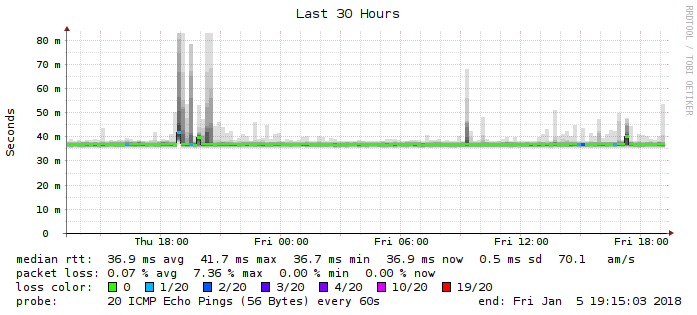 Last 30 Hours
RRDTOOL / TOBI OETIKER
Seconds
80 m
70 m
60 m
50 m
40 m
30 m
20 m
10 m
0
Thu 18:00 Fri 00:00 Fri 06:00 Fri 12:00 Fri 18:00
median rtt: 36.9 ms avg 41.7 ms max 36.7 ms min 36.9 ms now 0.5 ms sd 70.1 am/s
packet loss: 0.07 % avg 7.36 % max 0.00 % min 0.00 % now
loss color: 0 1/20 2/20 3/20 4/20 10/20 19/20
probe: 20 ICMP Echo Pings (56 Bytes) every 60s end: Fri Jan 5 19:15:03 2018